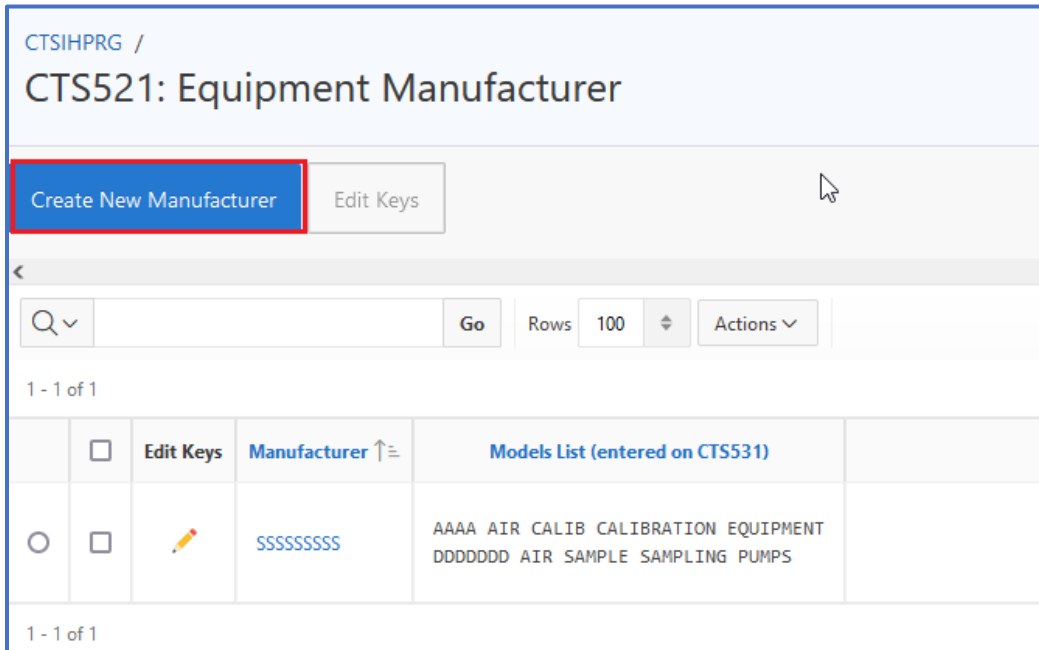 CTSIHPRG /
CTS521: Equipment Manufacturer
Create New Manufacturer Edit Keys
Go Rows 100 Actions
1 - 1 of 1
Edit Keys Manufacturer Models List (entered on CTS531)
SSSSSSSSS AAAA AIR CALIB CALIBRATION EQUIPMENT
DDDDDDD AIR SAMPLE SAMPLING PUMPS
1 - 1 of 1